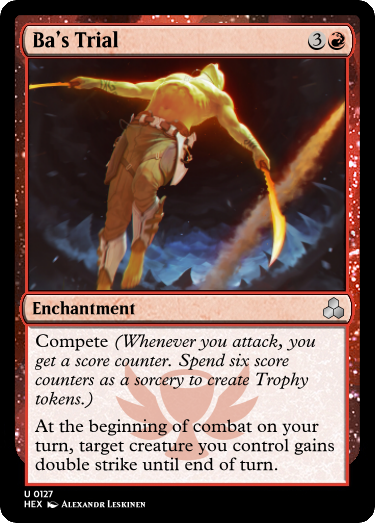 Ba's Trial 3
Enchantment
Compete (Whenever you attack, you
get a score counter. Spend six score
counters as a sorcery to create Trophy
tokens.)
At the beginning of combat on your
turn, target creature you control gains
double strike until end of turn.
U 0127
HEX Alexandr Leskinen